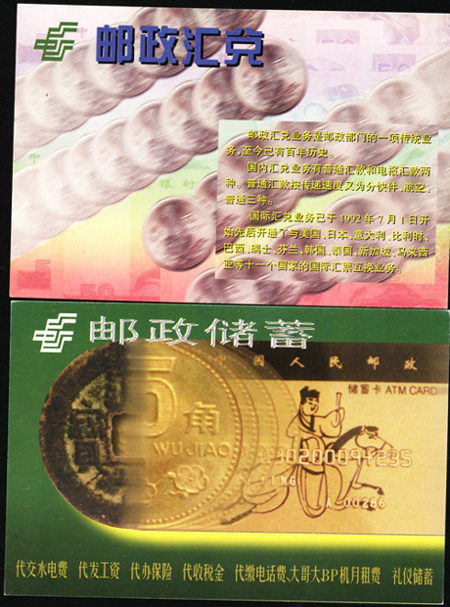 邮政汇兑
邮政汇兑业务是邮政部门的一项传统业
务,至今已有百年历史。
国内汇兑业务有普通汇款和电报汇款两
种。普通汇款按传递速度又为分快件、航空、
普通三种。
国际汇兑业务已于1992年7月1日开
始先后开通了与美国、日本、意大利、比利时、
巴西、瑞士、芬兰、韩国、泰国、新加坡、马来西
亚等十一个国家的国际汇票互换业务。
邮政储蓄
国人民邮政
储蓄卡 ATM CARD
5角
WUJIAO
代交水电费 代发工资 代办保险 代收税金 代缴电话费、大哥大BP机月租费 礼仪储蓄